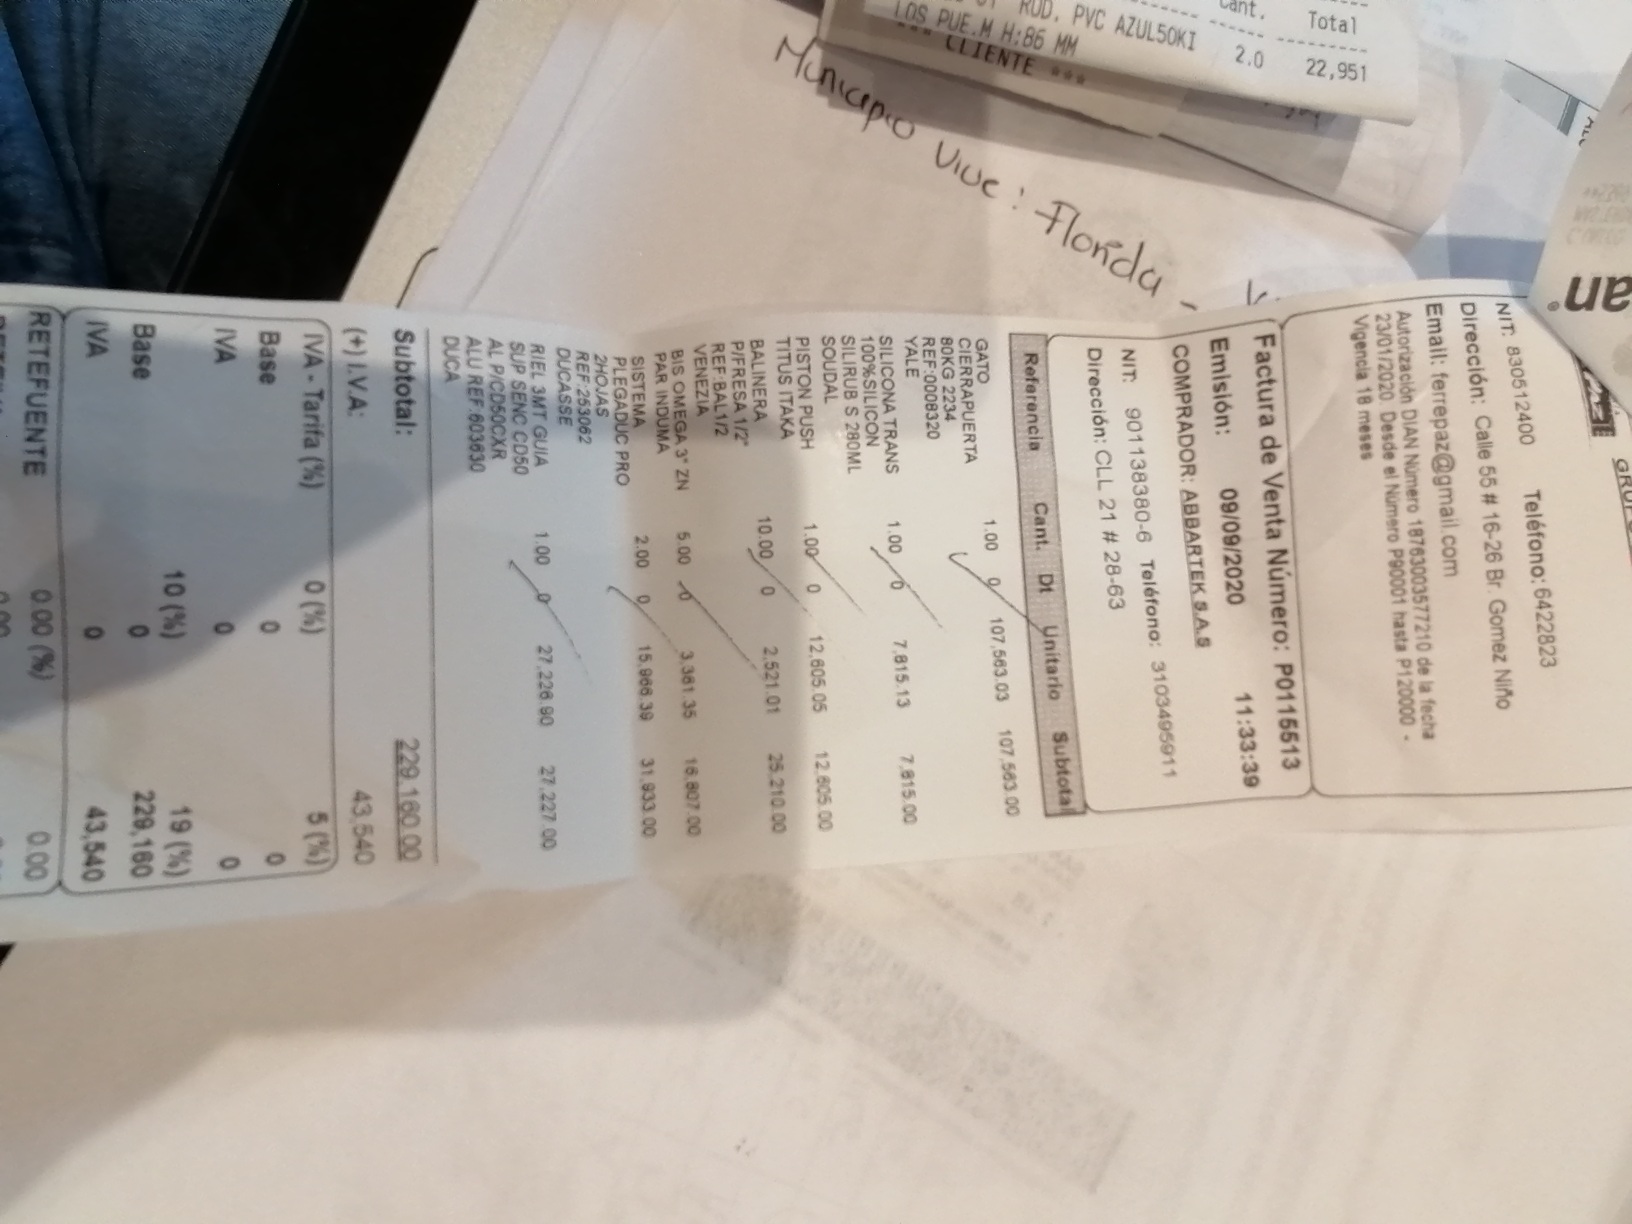 an®
PAZ
NIT: 830512400 Teléfono: 6422823
Dirección: Calle 55 # 16-26 Br. Gomez Niño
Email: ferrepaz@gmail.com
Autorización DIAN Número 18763003577210 de la fecha
23/01/2020. Desde el Número P90001 hasta P120000 -
Vigencia 18 meses
Factura de Venta Número: P0115513
Emisión: 09/09/2020 11:33:39
COMPRADOR: ABBARTEK S.A.S
NIT: 901138380-6 Teléfono: 3103495911
Dirección: CLL 21 # 28-63
Referencia Cant. Dt Unitario Subtotal
GATO 1.00 0 107,563.03 107,563.00
CIERRAPUERTA
80KG 2234
REF:0008320
YALE
SILICONA TRANS 1.00 0 7,815.13 7,815.00
100%SILICON
SILIRUB S 280ML
SOUDAL
PISTON PUSH 1.00 0 12,605.05 12,605.00
TITUS ITAKA
BALINERA 10.00 0 2,521.01 25,210.00
P/FRESA 1/2"
REF:BAL1/2
VENEZIA
BIS OMEGA 3" ZN 5.00 0 3,361.35 16,807.00
PAR INDUMA
SISTEMA 2.00 0 15,966.39 31,933.00
PLEGADUC PRO
2HOJAS
REF:253062
DUCASSE
RIEL 3MT GUIA 1.00 0 27,226.90 27,227.00
SUP SENC CD50
AL P/CD50CXR
ALU REF:603630
DUCA
Subtotal: 229,160.00
(+) I.V.A: 43,540
IVA - Tarifa (%) 0 (%) 5 (%)
Base 0 0
IVA 0 0
10 (%) 19 (%)
Base 0 229,160
IVA 0 43,540
RETEFUENTE 0.00 (%) 0.00
0.00
Cant. Total
ROD. PVC AZUL50KI 2.0 22,951
LOS PUE.M H:86 MM
CLIENTE ***
Municipio Vive: Florida -